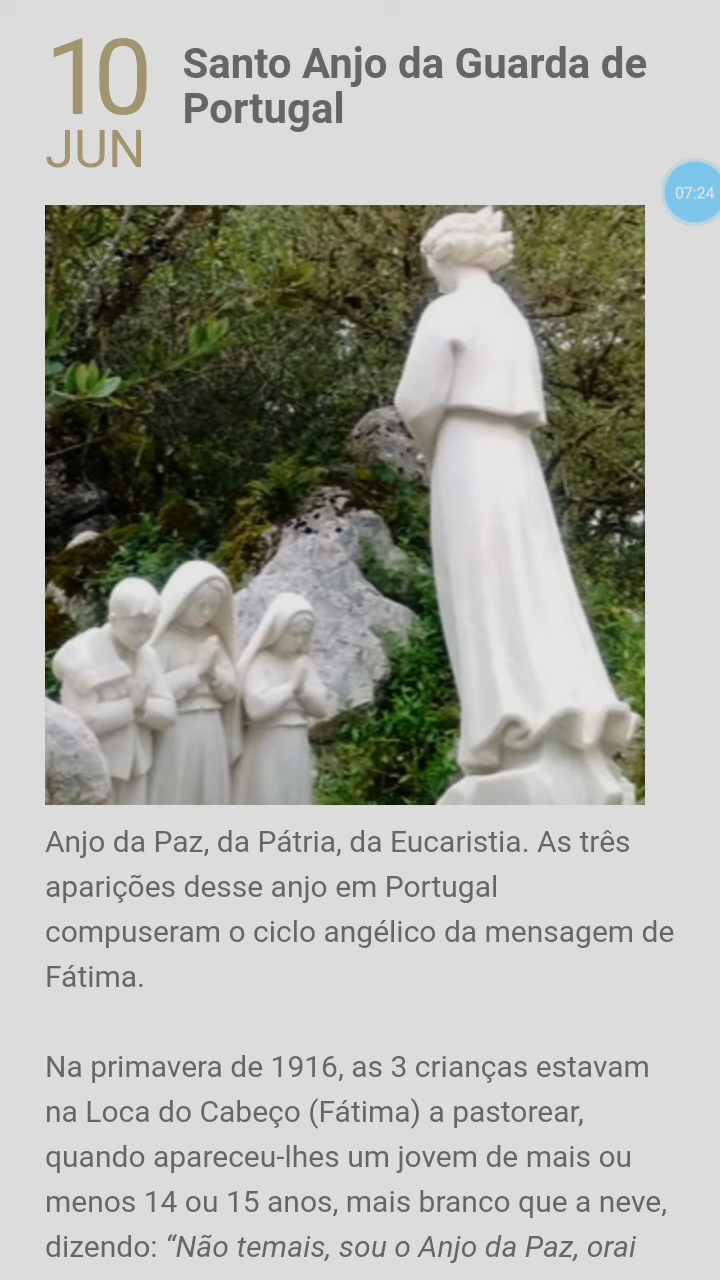 10
JUN
Santo Anjo da Guarda de
Portugal
07:24
Anjo da Paz, da Pátria, da Eucaristia. As três
aparições desse anjo em Portugal
compuseram o ciclo angélico da mensagem de
Fátima.
Na primavera de 1916, as 3 crianças estavam
na Loca do Cabeço (Fátima) a pastorear,
quando apareceu-lhes um jovem de mais ou
menos 14 ou 15 anos, mais branco que a neve,
dizendo: “Não temais, sou o Anjo da Paz, orai